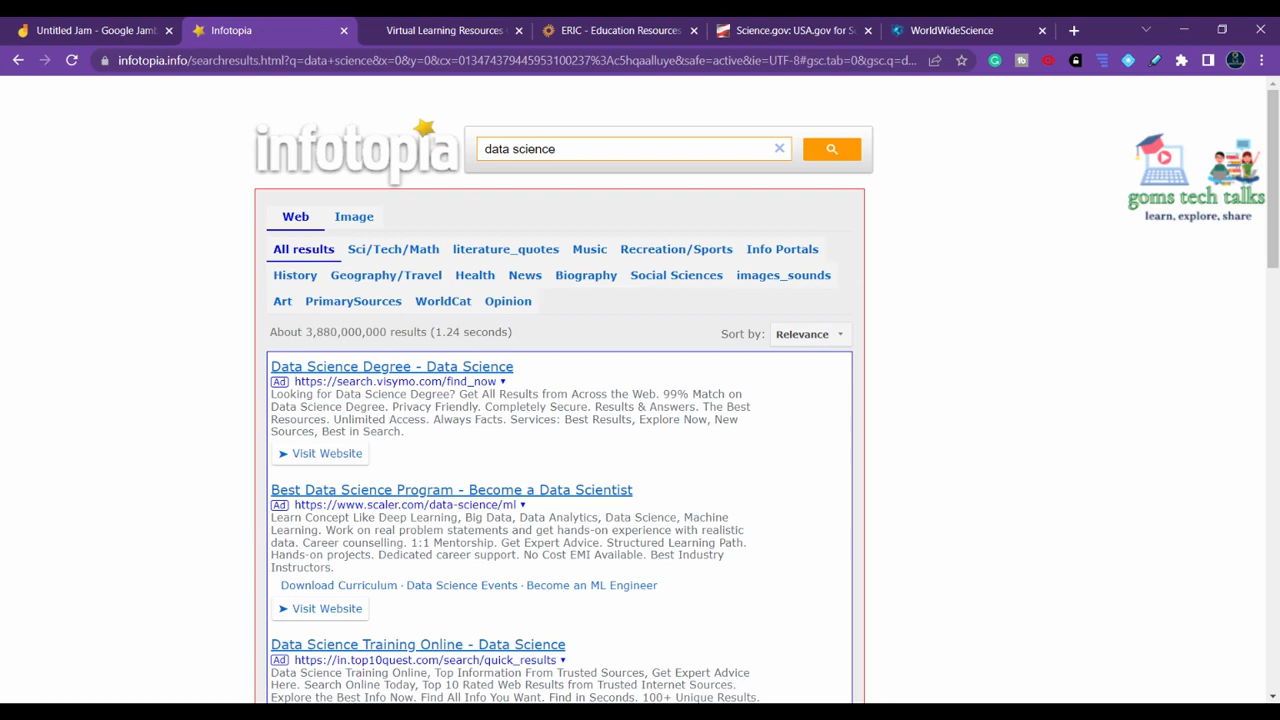 Untitled Jam - Google Jamb
Infotopia
Virtual Learning Resources
ERIC - Education Resources
Science.gov: USA.gov for S
WorldWideScience
infotopia.info/searchresults.html?q=data+science&x=0&y=0&cx=013474379445953100237%3Ac5hqaalluye&safe=active&ie=UTF-8#gsc.tab=0&gsc.q=d...
infotopia
data science
goms tech talks
learn, explore, share
Web Image
All results Sci/Tech/Math literature_quotes Music Recreation/Sports Info Portals
History Geography/Travel Health News Biography Social Sciences images_sounds
Art PrimarySources WorldCat Opinion
About 3,880,000,000 results (1.24 seconds)
Sort by: Relevance
Data Science Degree - Data Science
Ad https://search.visymo.com/find_now
Looking for Data Science Degree? Get All Results from Across the Web. 99% Match on
Data Science Degree. Privacy Friendly. Completely Secure. Results & Answers. The Best
Resources. Unlimited Access. Always Facts. Services: Best Results, Explore Now, New
Sources, Best in Search.
Visit Website
Best Data Science Program - Become a Data Scientist
Ad https://www.scaler.com/data-science/ml
Learn Concept Like Deep Learning, Big Data, Data Analytics, Data Science, Machine
Learning. Work on real problem statements and get hands-on experience with realistic
data. Career counselling. 1:1 Mentorship. Get Expert Advice. Structured Learning Path.
Hands-on projects. Dedicated career support. No Cost EMI Available. Best Industry
Instructors.
Download Curriculum · Data Science Events · Become an ML Engineer
Visit Website
Data Science Training Online - Data Science
Ad https://in.top10quest.com/search/quick_results
Data Science Training Online, Top Information From Trusted Sources, Get Expert Advice
Here. Search Online Today, Top 10 Rated Web Results from Trusted Internet Sources.
Explore the Best Info Now. Find All Info You Want. Find in Seconds. 100+ Unique Results.